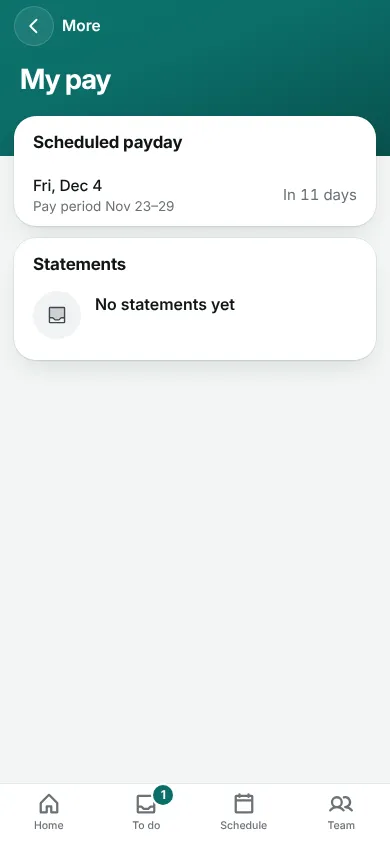 More
My pay
Scheduled payday
Fri, Dec 4
Pay period Nov 23–29
In 11 days
Statements
No statements yet
1
Home
To do
Schedule
Team